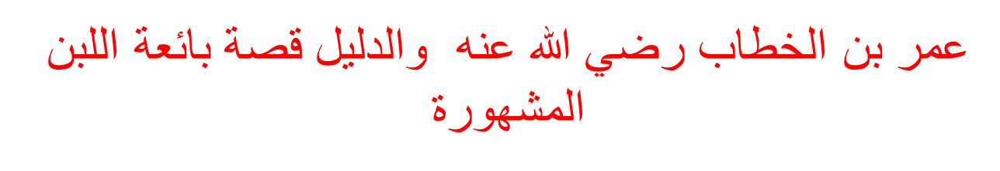 عمر بن الخطاب رضي الله عنه والدليل قصة بائعة اللبن
المشهورة